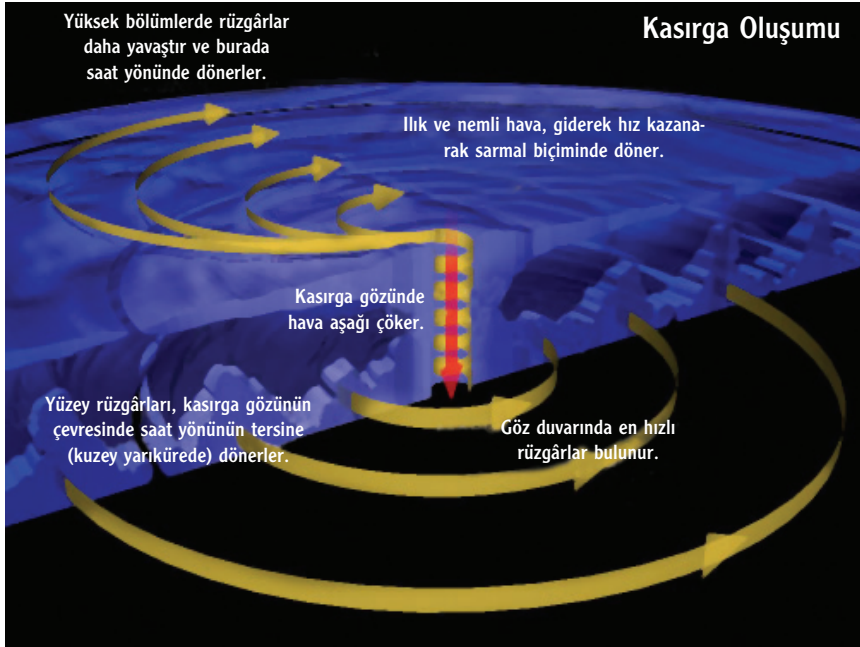 Kasırga Oluşumu
Yüksek bölümlerde rüzgârlar
daha yavaştır ve burada
saat yönünde dönerler.
Ilık ve nemli hava, giderek hız kazana-
rak sarmal biçiminde döner.
Kasırga gözünde
hava aşağı çöker.
Yüzey rüzgârları, kasırga gözünün
çevresinde saat yönünün tersine
(kuzey yarıkürede) dönerler.
Göz duvarında en hızlı
rüzgârlar bulunur.